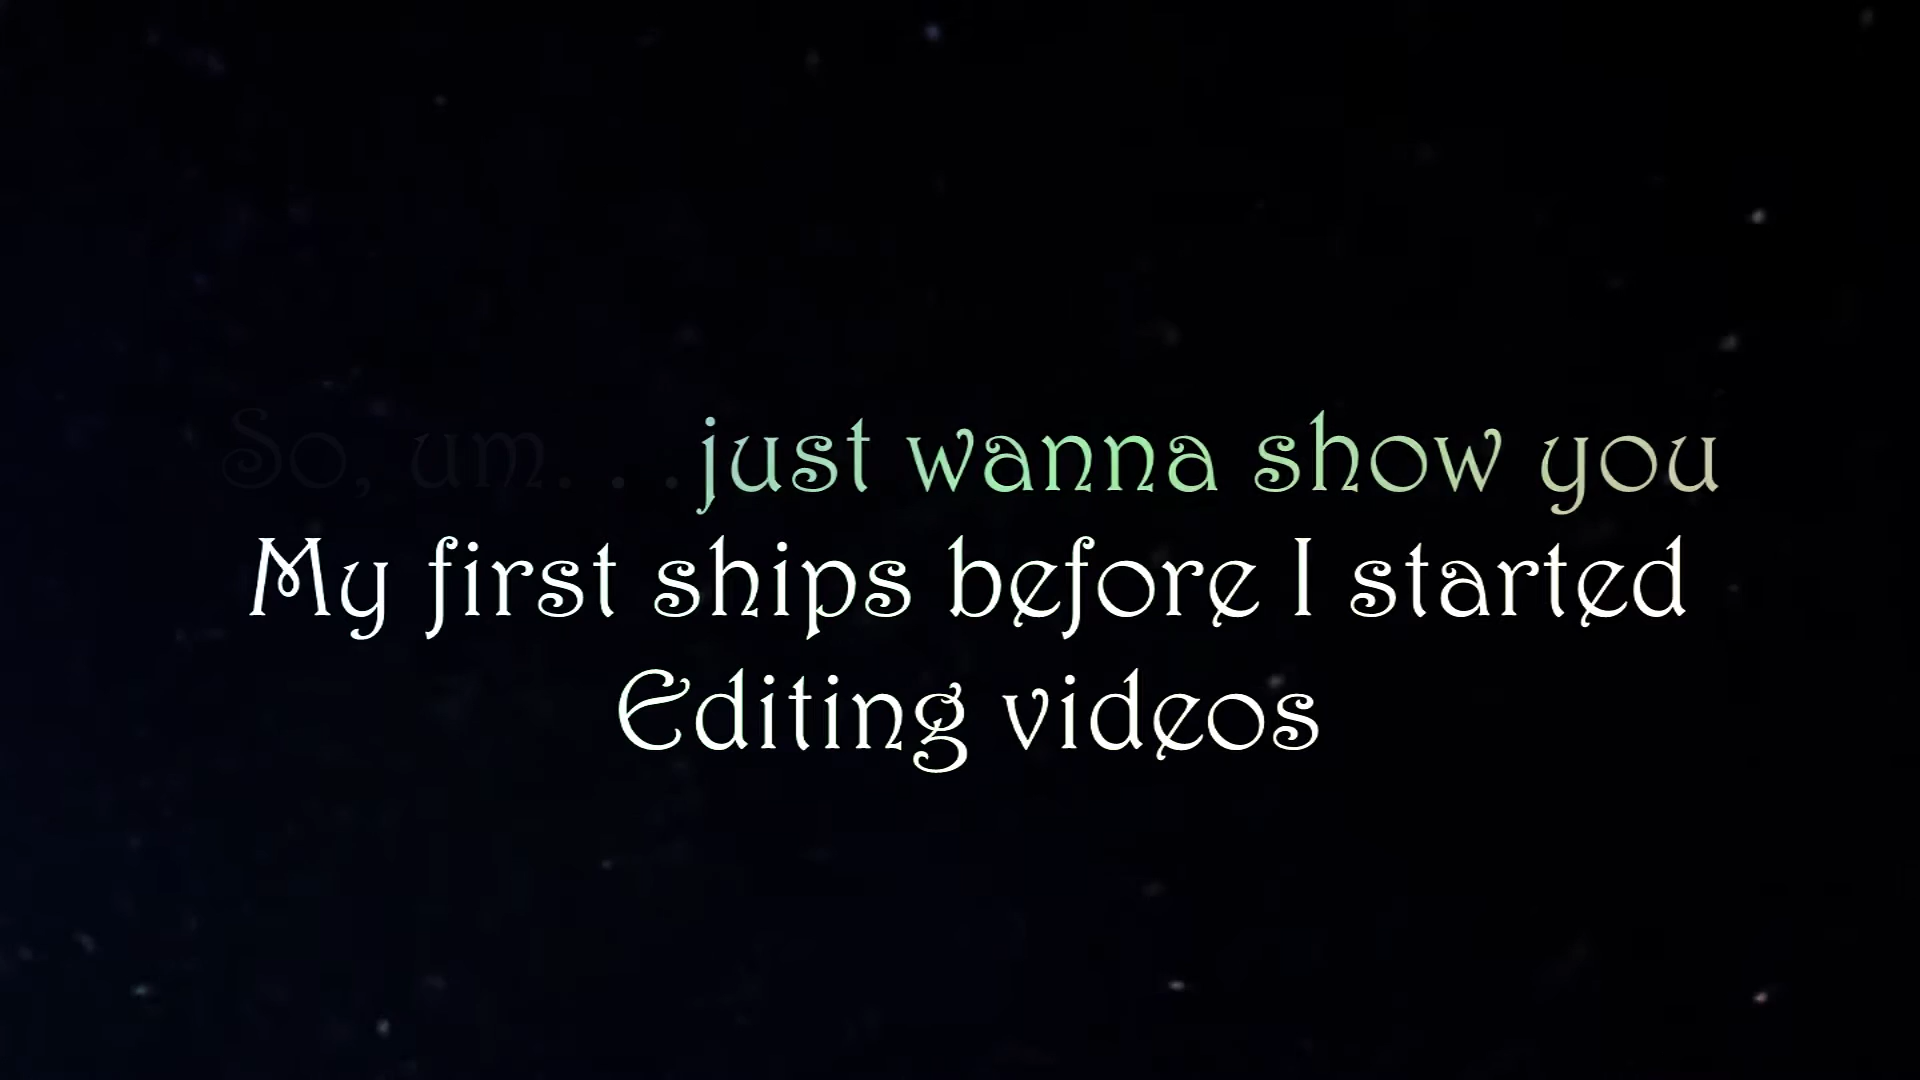 So, um. . .just wanna show you
My first ships before I started
Editing videos